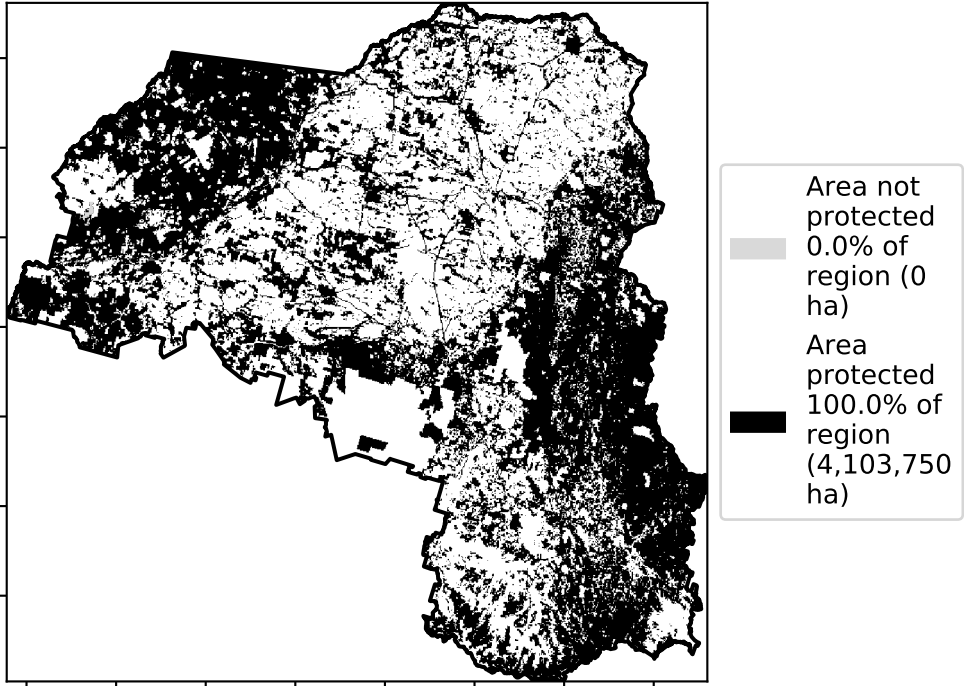 Area not
protected
0.0% of
region (0
ha)
Area
protected
100.0% of
region
(4,103,750
ha)